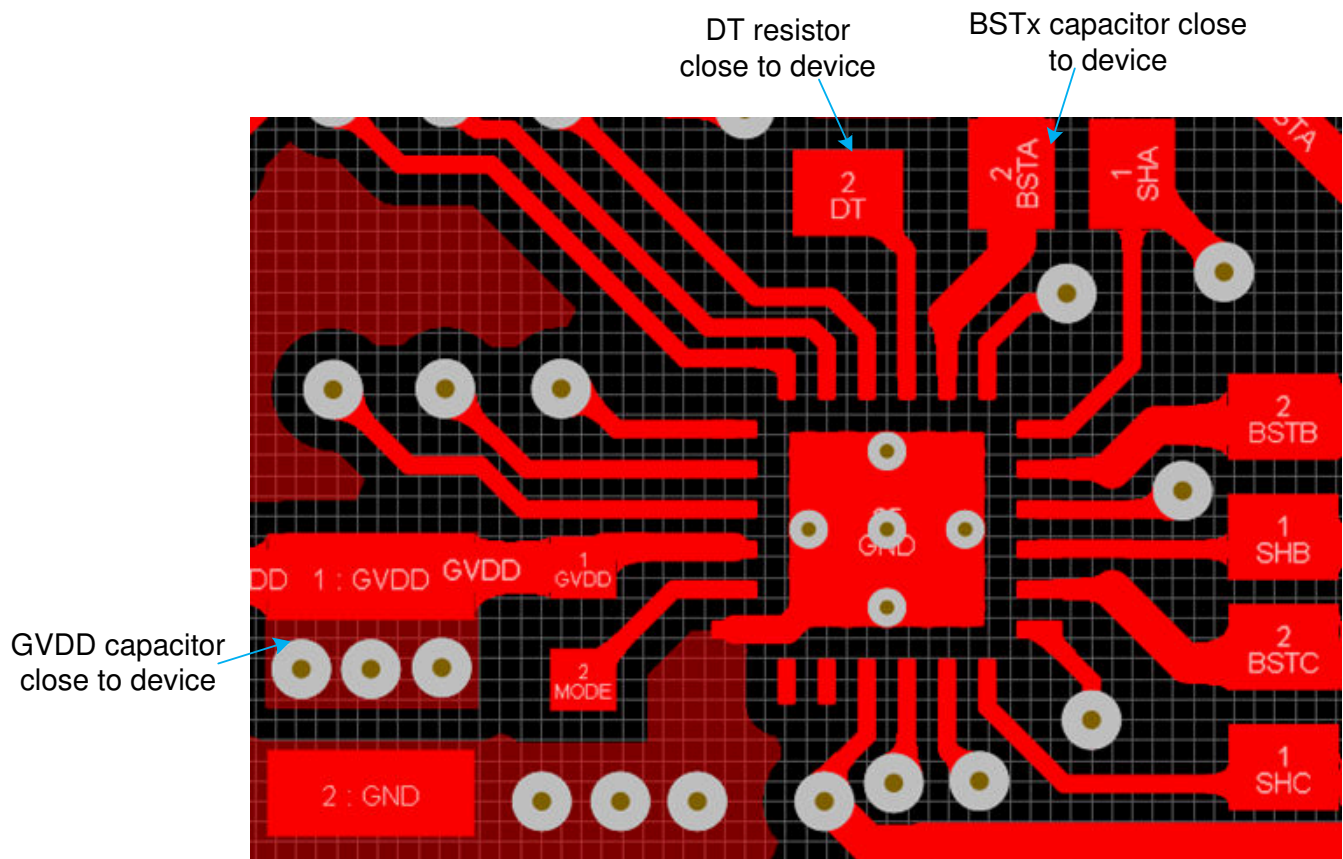 DT resistor
close to device
BSTx capacitor close
to device
2
DT
2
BSTA
1
SHA
STA
2
BSTB
1
SHB
2
BSTC
1
SHC
GND
DD
1 : GVDD
GVDD
1
GVDD
GVDD capacitor
close to device
2
MODE
2 : GND